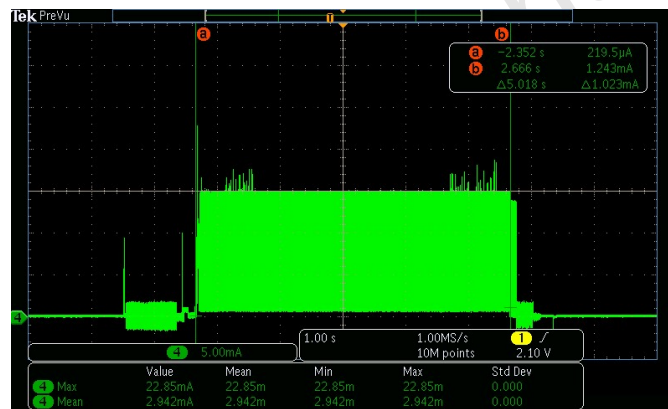 Tek PreVu
a b
a -2.352 s 219.5µA
b 2.666 s 1.243mA
Δ5.018 s Δ1.023mA
4
4 5.00mA
1.00 s 1.00MS/s 1
10M points 2.10 V
Value Mean Min Max Std Dev
4 Max 22.85mA 22.85m 22.85m 22.85m 0.000
4 Mean 2.942mA 2.942m 2.942m 2.942m 0.000